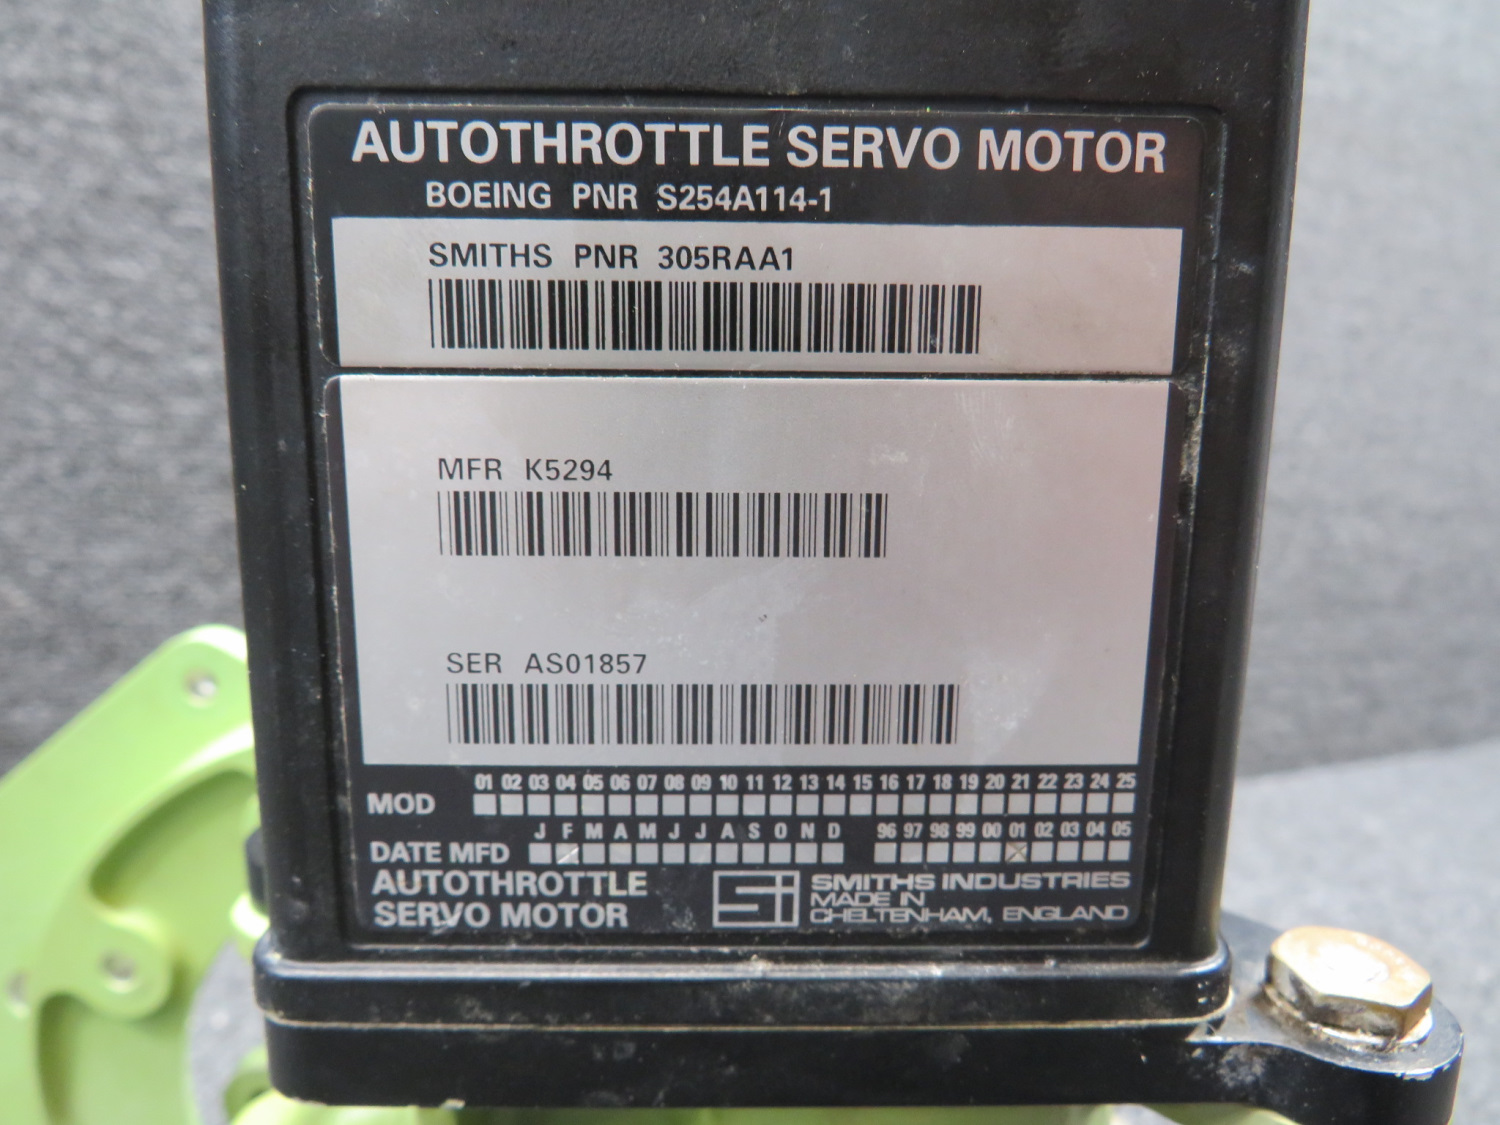 AUTOTHROTTLE SERVO MOTOR
BOEING PNR S254A114-1
SMITHS PNR 305RAA1
MFR K5294
SER AS01857
01 02 03 04 05 06 07 08 09 10 11 12 13 14 15 16 17 18 19 20 21 22 23 24 25
MOD
J F M A M J J A S O N D 96 97 98 99 00 01 02 03 04 05
DATE MFD
AUTOTHROTTLE
SERVO MOTOR
Si
SMITHS INDUSTRIES
MADE IN
CHELTENHAM, ENGLAND